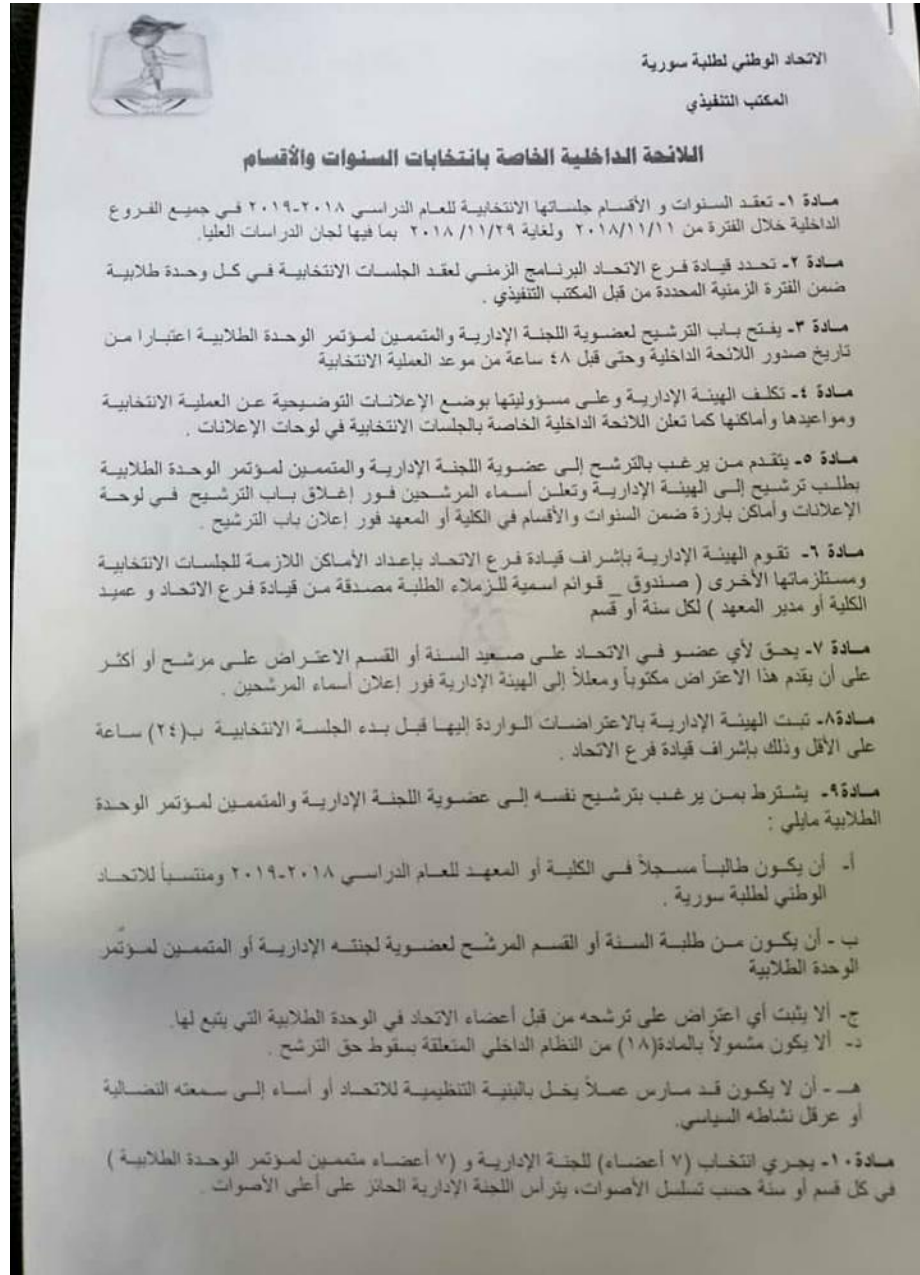 الاتحاد الوطني لطلبة سورية
المكتب التنفيذي
اللائحة الداخلية الخاصة بانتخابات السنوات والأقسام
مادة ١- تعقد السنوات و الأقسام جلساتها الانتخابية للعام الدراسي ٢٠١٨-٢٠١٩ في جميع الفروع
الداخلية خلال الفترة من ٢٠١٨/١١/١١ ولغاية ٢٠١٨/١١/٢٩ بما فيها لجان الدراسات العليا.
مادة ٢- تحدد قيادة فرع الاتحاد البرنامج الزمني لعقد الجلسات الانتخابية في كل وحدة طلابية
ضمن الفترة الزمنية المحددة من قبل المكتب التنفيذي .
مادة ٣- يفتح باب الترشيح لعضوية اللجنة الإدارية والمتممين لمؤتمر الوحدة الطلابية اعتبارا من
تاريخ صدور اللائحة الداخلية وحتى قبل ٤٨ ساعة من موعد العملية الانتخابية
مادة ٤- تكلف الهيئة الإدارية وعلى مسؤوليتها بوضع الإعلانات التوضيحية عن العملية الانتخابية
ومواعيدها وأماكنها كما تعلن اللائحة الداخلية الخاصة بالجلسات الانتخابية في لوحات الإعلانات .
مادة ٥- يتقدم من يرغب بالترشح إلى عضوية اللجنة الإدارية والمتممين لمؤتمر الوحدة الطلابية
بطلب ترشيح إلى الهيئة الإدارية وتعلن أسماء المرشحين فور إغلاق باب الترشيح في لوحة
الإعلانات وأماكن بارزة ضمن السنوات والأقسام في الكلية أو المعهد فور إعلان باب الترشيح .
مادة ٦- تقوم الهيئة الإدارية بإشراف قيادة فرع الاتحاد بإعداد الأماكن اللازمة للجلسات الانتخابية
ومستلزماتها الأخرى ( صندوق _ قوائم اسمية للزملاء الطلبة مصدقة من قيادة فرع الاتحاد و عميد
الكلية أو مدير المعهد ) لكل سنة أو قسم
مادة ٧- يحق لأي عضو في الاتحاد على صعيد السنة أو القسم الاعتراض على مرشح أو أكثر
على أن يقدم هذا الاعتراض مكتوباً ومعللاً إلى الهيئة الإدارية فور إعلان أسماء المرشحين .
مادة٨- تبت الهيئة الإدارية بالاعتراضات الواردة إليها قبل بدء الجلسة الانتخابية ب(٢٤) ساعة
على الأقل وذلك بإشراف قيادة فرع الاتحاد .
مادة٩- يشترط بمن يرغب بترشيح نفسه إلى عضوية اللجنة الإدارية والمتممين لمؤتمر الوحدة
الطلابية مايلي :
أ- أن يكون طالباً مسجلاً في الكلية أو المعهد للعام الدراسي ٢٠١٨-٢٠١٩ ومنتسباً للاتحاد
الوطني لطلبة سورية .
ب - أن يكون من طلبة السنة أو القسم المرشح لعضوية لجنته الإدارية أو المتممين لمؤتمر
الوحدة الطلابية
ج- ألا يثبت أي اعتراض على ترشحه من قبل أعضاء الاتحاد في الوحدة الطلابية التي يتبع لها.
د- ألا يكون مشمولاً بالمادة(١٨) من النظام الداخلي المتعلقة بسقوط حق الترشح .
هـ - أن لا يكون قد مارس عملاً يخل بالبنية التنظيمية للاتحاد أو أساء إلى سمعته النضالية
أو عرقل نشاطه السياسي.
مادة١٠- يجري انتخاب (٧ أعضاء) للجنة الإدارية و (٧ أعضاء متممين لمؤتمر الوحدة الطلابية )
في كل قسم أو سنة حسب تسلسل الأصوات، يترأس اللجنة الإدارية الحائز على أعلى الأصوات .